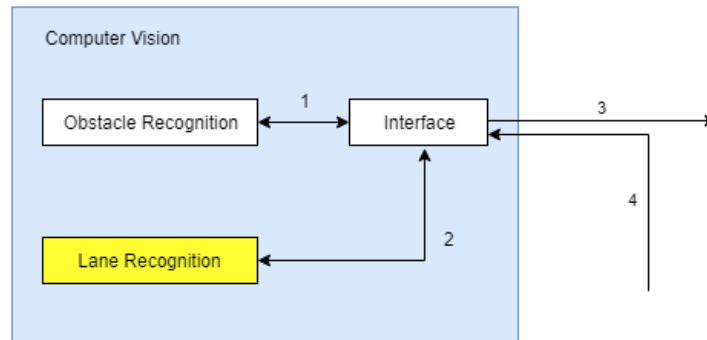 Computer Vision
1
3
Obstacle Recognition
Interface
4
2
Lane Recognition